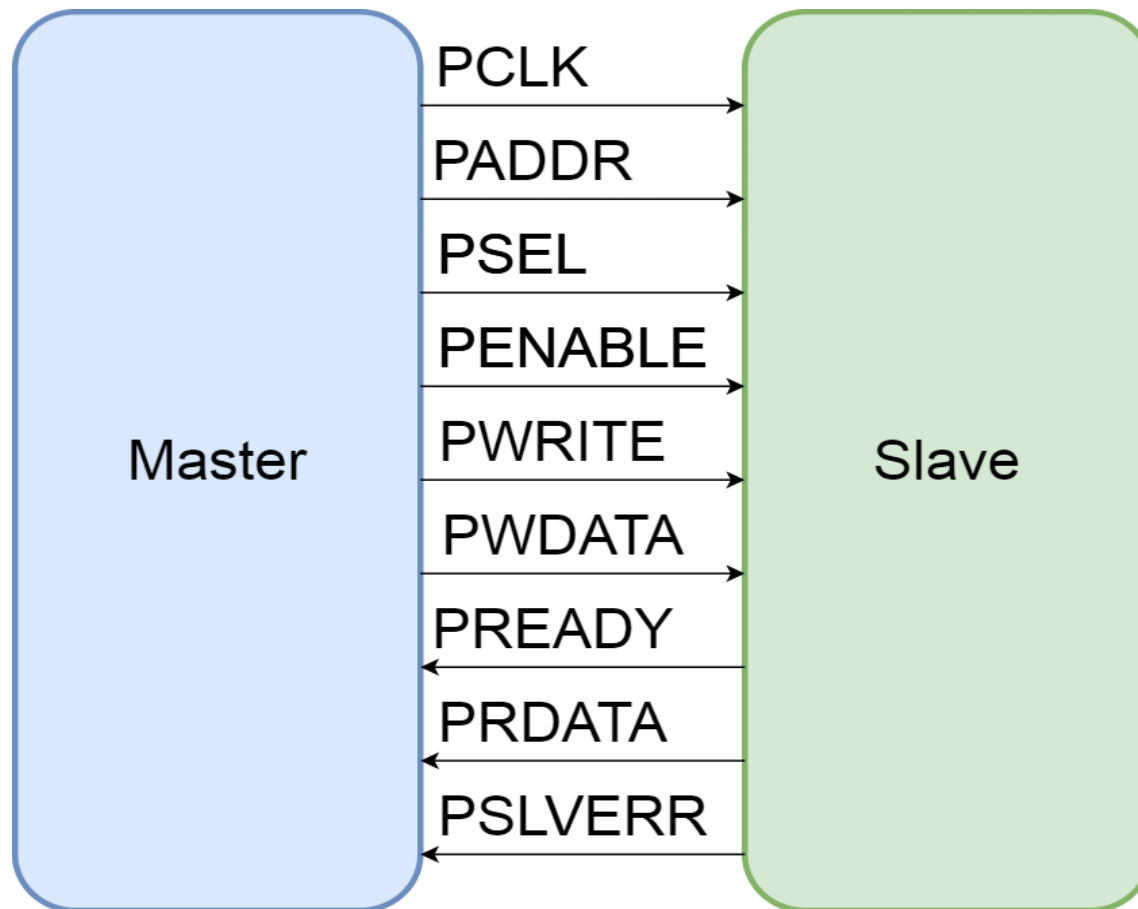 PCLK
PADDR
PSEL
PENABLE
Master
PWRITE
Slave
PWDATA
PREADY
PRDATA
PSLVERR